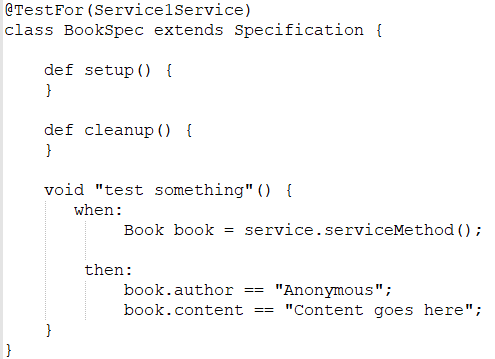 @TestFor(Service1Service)
class BookSpec extends Specification {
def setup() {
}
def cleanup() {
}
void "test something"() {
when:
Book book = service.serviceMethod();
then:
book.author == "Anonymous";
book.content == "Content goes here";
}
}